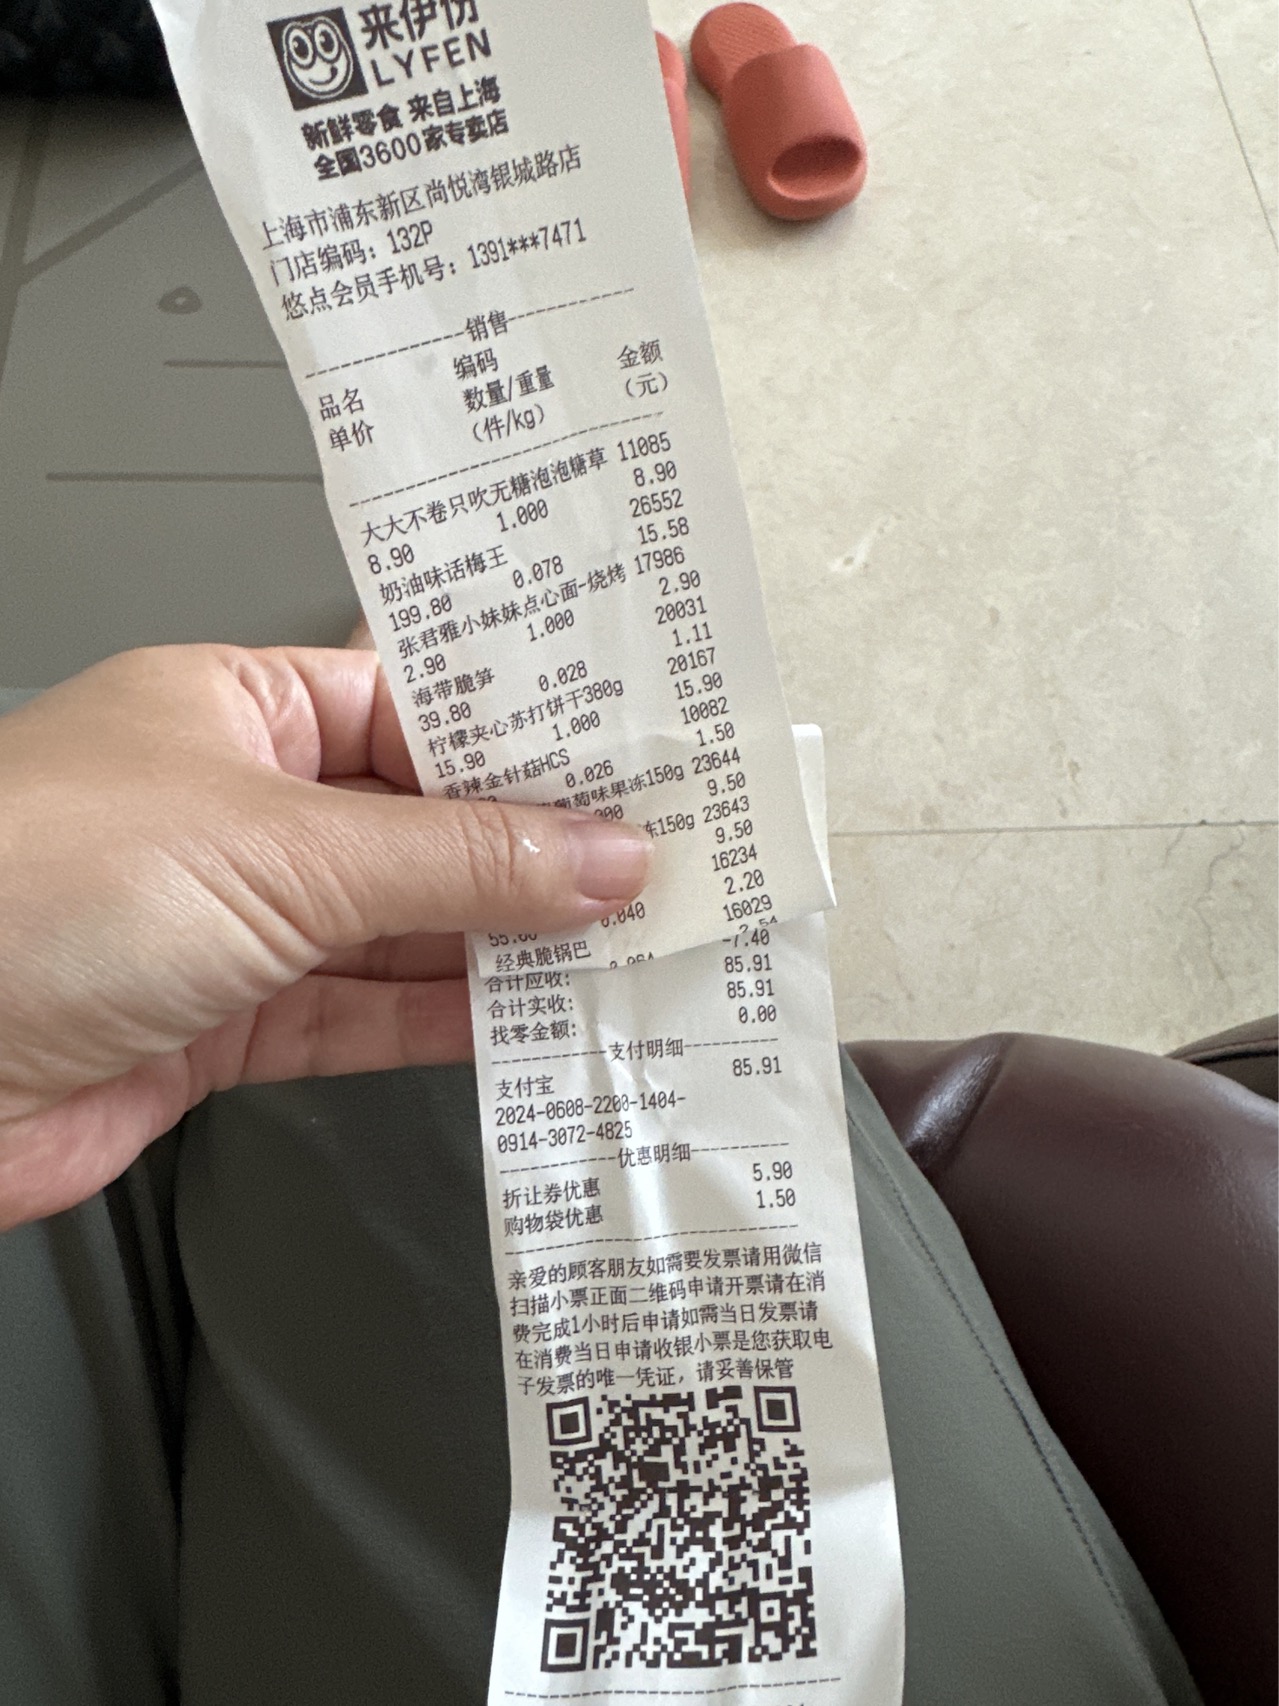 来伊份
LYFEN
新鲜零食 来自上海
全国3600家专卖店
上海市浦东新区尚悦湾银城路店
门店编码：132P
悠点会员手机号：1391***7471
销售
编码
品名 数量/重量 金额
单价 （件/kg） （元）
大大不卷只吹无糖泡泡糖草 11085
8.90 1.000 8.90
奶油味话梅王 26552
199.80 0.078 15.58
张君雅小妹妹点心面-烧烤 17986
2.90 1.000 2.90
海带脆笋 20031
39.80 0.028 1.11
柠檬夹心苏打饼干380g 20167
15.90 1.000 15.90
香辣金针菇HCS 10082
0.026 1.50
葡萄味果冻150g 23644
9.50
冻150g 23643
9.50
16234
0.040 2.20
经典脆锅巴 16029
-7.40
合计应收: 85.91
合计实收: 85.91
找零金额: 0.00
支付明细
支付宝 85.91
2024-0608-2200-1404-
0914-3072-4825
优惠明细
折让券优惠 5.90
购物袋优惠 1.50
亲爱的顾客朋友如需要发票请用微信
扫描小票正面二维码申请开票请在消
费完成1小时后申请如需当日发票请
在消费当日申请收银小票是您获取电
子发票的唯一凭证，请妥善保管